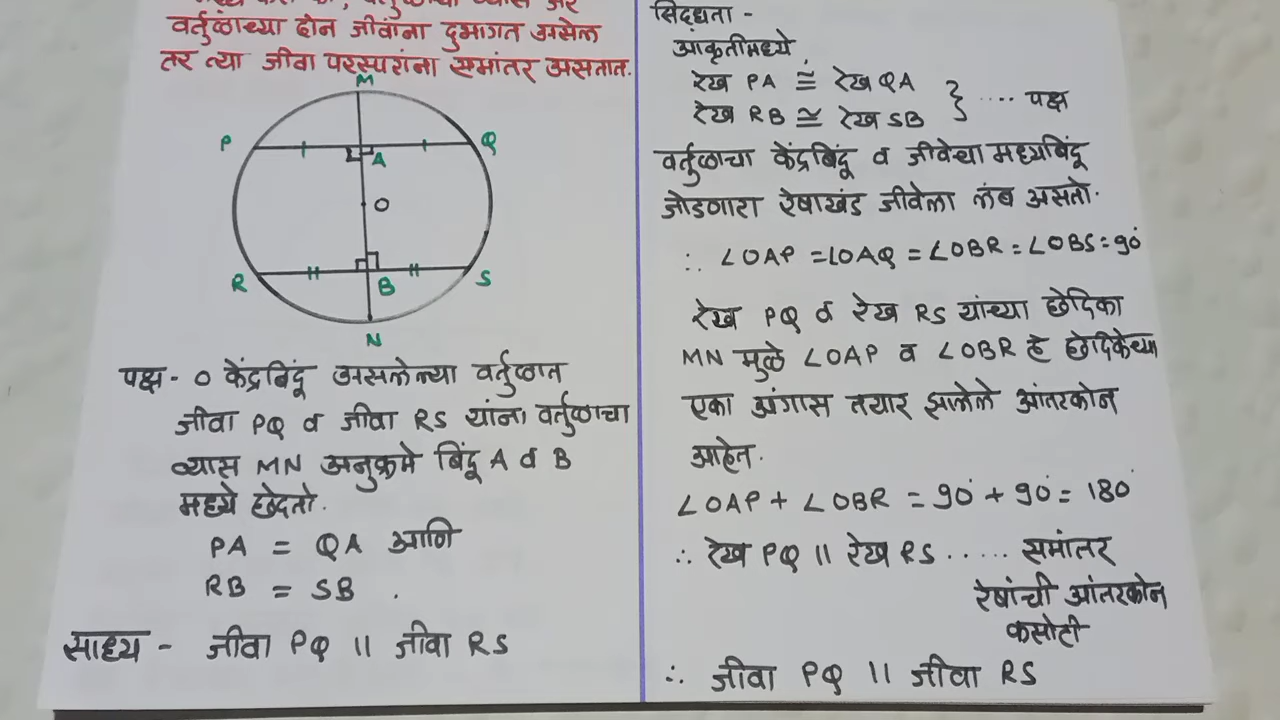 वर्तुळाच्या दोन जीवांना दुभागत असेल
तर त्या जीवा परस्परांना समांतर असतात.
M
P
Q
A
O
R
B
S
N
पक्ष - O केंद्रबिंदू असलेल्या वर्तुळात
जीवा PQ व जीवा RS यांना वर्तुळाचा
व्यास MN अनुक्रमे बिंदू A व B
मध्ये छेदतो.
PA = QA आणि
RB = SB .
साध्य - जीवा PQ || जीवा RS
सिद्धता -
आकृतीमध्ये,
रेख PA ≅ रेख QA
रेख RB ≅ रेख SB } .... पक्ष
वर्तुळाचा केंद्रबिंदू व जीवेचा मध्यबिंदू
जोडणारा रेषाखंड जीवेला लंब असतो.
∴ ∠OAP = ∠OAQ = ∠OBR = ∠OBS = 90°
रेख PQ व रेख RS यांच्या छेदिका
MN मुळे ∠OAP व ∠OBR हे छेदिकेच्या
एका अंगास तयार झालेले आंतरकोन
आहेत.
∠OAP + ∠OBR = 90° + 90° = 180°
∴ रेख PQ || रेख RS ...... समांतर
रेषांची आंतरकोन
कसोटी
∴ जीवा PQ || जीवा RS